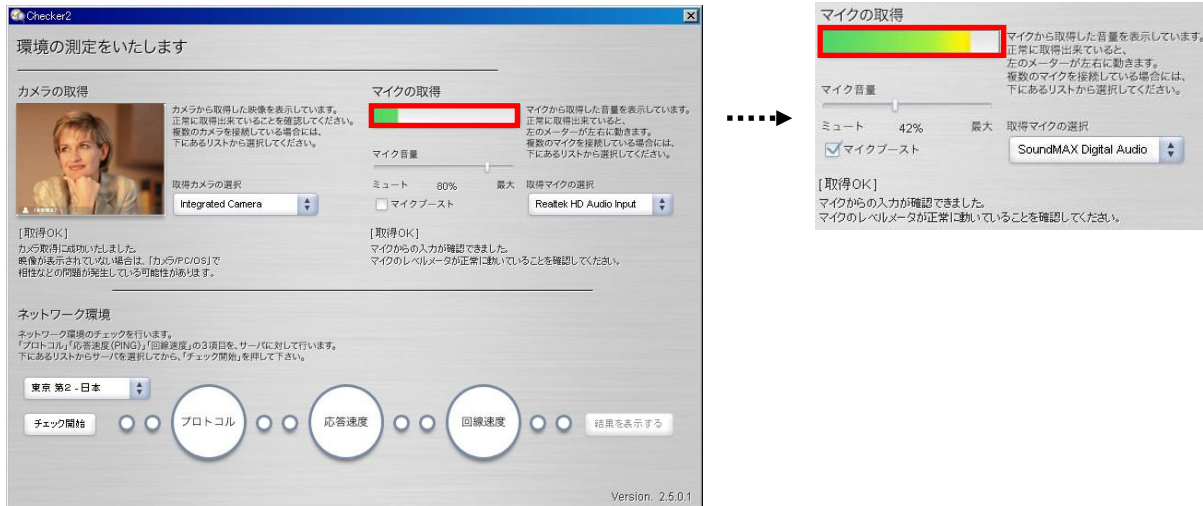 Checker2
環境の測定をいたします
カメラの取得
カメラから取得した映像を表示しています。
正常に取得出来ていることを確認してください。
複数のカメラを接続している場合には、
下にあるリストから選択してください。
取得カメラの選択
Integrated Camera
[取得OK]
カメラ取得に成功いたしました。
映像が表示されていない場合は、「カメラ/PC/OS」で
相性などの問題が発生している可能性があります。
マイクの取得
マイクから取得した音量を表示しています。
正常に取得出来ていると、
左のメーターが左右に動きます。
複数のマイクを接続している場合には、
下にあるリストから選択してください。
マイク音量
ミュート 80% 最大
マイクブースト
取得マイクの選択
Realtek HD Audio Input
[取得OK]
マイクからの入力が確認できました。
マイクのレベルメータが正常に動いていることを確認してください。
ネットワーク環境
ネットワーク環境のチェックを行います。
「プロトコル」「応答速度(PING)」「回線速度」の3項目を、サーバに対して行います。
下にあるリストからサーバを選択してから、「チェック開始」を押して下さい。
東京 第2 - 日本
チェック開始
プロトコル
応答速度
回線速度
結果を表示する
Version. 2.5.0.1
マイクの取得
マイクから取得した音量を表示しています。
正常に取得出来ていると、
左のメーターが左右に動きます。
複数のマイクを接続している場合には、
下にあるリストから選択してください。
マイク音量
ミュート 42% 最大
マイクブースト
取得マイクの選択
SoundMAX Digital Audio
[取得OK]
マイクからの入力が確認できました。
マイクのレベルメータが正常に動いていることを確認してください。